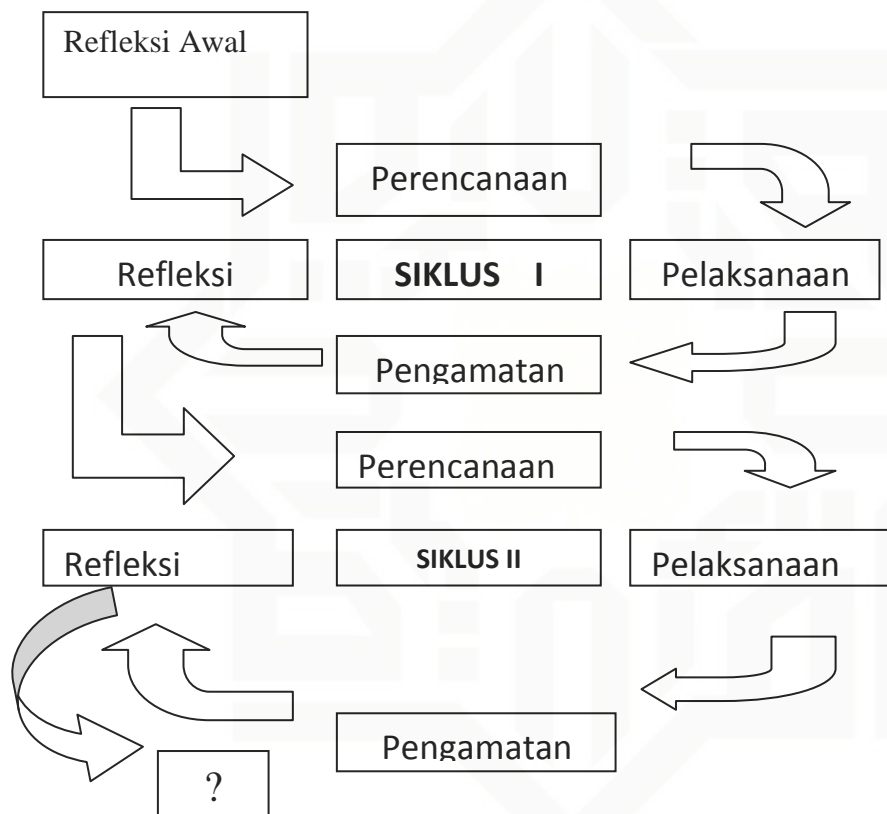 Refleksi Awal
Perencanaan
Refleksi
SIKLUS I
Pelaksanaan
Pengamatan
Perencanaan
Refleksi
SIKLUS II
Pelaksanaan
Pengamatan
?